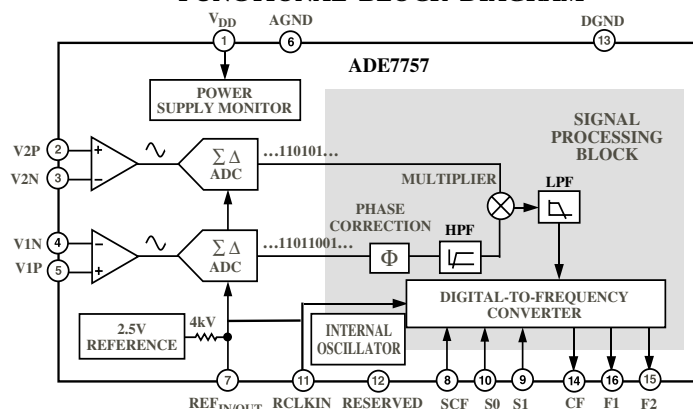 FUNCTIONAL BLOCK DIAGRAM
VDD AGND DGND
1 6 13
ADE7757
POWER
SUPPLY MONITOR
SIGNAL
PROCESSING
BLOCK
V2P 2 +
V2N 3 −
Σ Δ
ADC
...110101...
MULTIPLIER
LPF
PHASE
CORRECTION
HPF
V1N 4 −
V1P 5 +
Σ Δ
ADC
...11011001...
Φ
DIGITAL-TO-FREQUENCY
CONVERTER
2.5V
REFERENCE
4kV
INTERNAL
OSCILLATOR
7 11 12 8 10 9 14 16 15
REFIN/OUT RCLKIN RESERVED SCF S0 S1 CF F1 F2